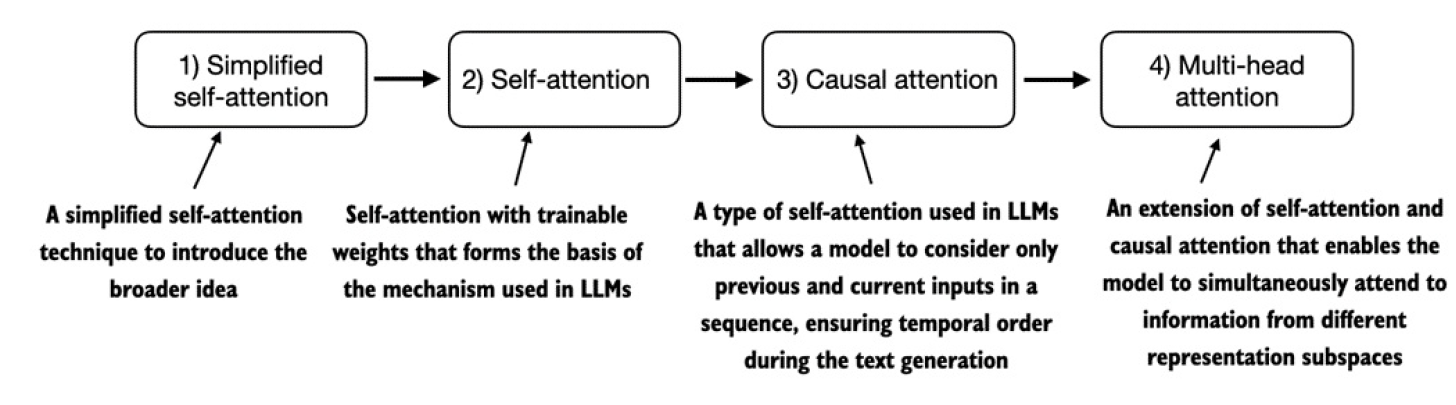 1) Simplified
self-attention
2) Self-attention
3) Causal attention
4) Multi-head
attention
A simplified self-attention
technique to introduce the
broader idea
Self-attention with trainable
weights that forms the basis of
the mechanism used in LLMs
A type of self-attention used in LLMs
that allows a model to consider only
previous and current inputs in a
sequence, ensuring temporal order
during the text generation
An extension of self-attention and
causal attention that enables the
model to simultaneously attend to
information from different
representation subspaces